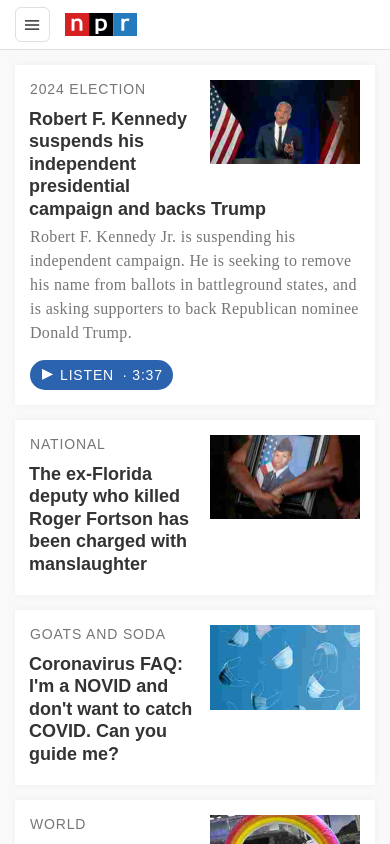 npr
2024 ELECTION
Robert F. Kennedy
suspends his
independent
presidential
campaign and backs Trump
Robert F. Kennedy Jr. is suspending his
independent campaign. He is seeking to remove
his name from ballots in battleground states, and
is asking supporters to back Republican nominee
Donald Trump.
LISTEN · 3:37
NATIONAL
The ex-Florida
deputy who killed
Roger Fortson has
been charged with
manslaughter
GOATS AND SODA
Coronavirus FAQ:
I'm a NOVID and
don't want to catch
COVID. Can you
guide me?
WORLD